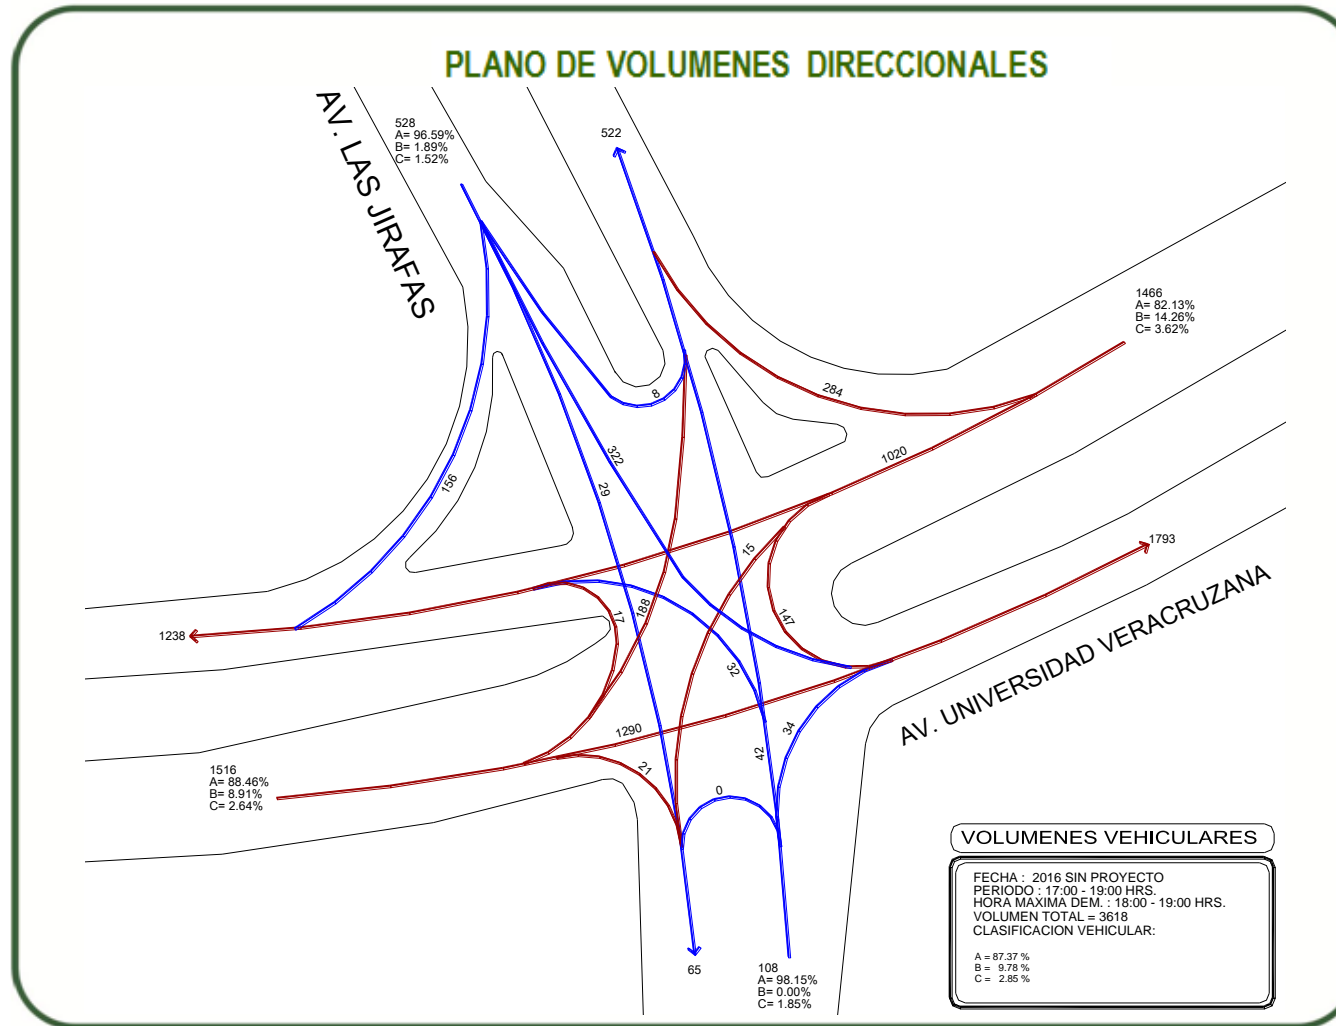 PLANO DE VOLUMENES DIRECCIONALES
AV. LAS JIRAFAS
528
A= 96.59%
B= 1.89%
C= 1.52%
522
1466
A= 82.13%
B= 14.26%
C= 3.62%
8
284
322
1020
156
29
15
1793
188
17
147
1238
32
AV. UNIVERSIDAD VERACRUZANA
1290
34
42
21
1516
A= 88.46%
B= 8.91%
C= 2.64%
0
65
108
A= 98.15%
B= 0.00%
C= 1.85%
VOLUMENES VEHICULARES
FECHA : 2016 SIN PROYECTO
PERIODO : 17:00 - 19:00 HRS.
HORA MAXIMA DEM. : 18:00 - 19:00 HRS.
VOLUMEN TOTAL = 3618
CLASIFICACION VEHICULAR:
A = 87.37 %
B = 9.78 %
C = 2.85 %